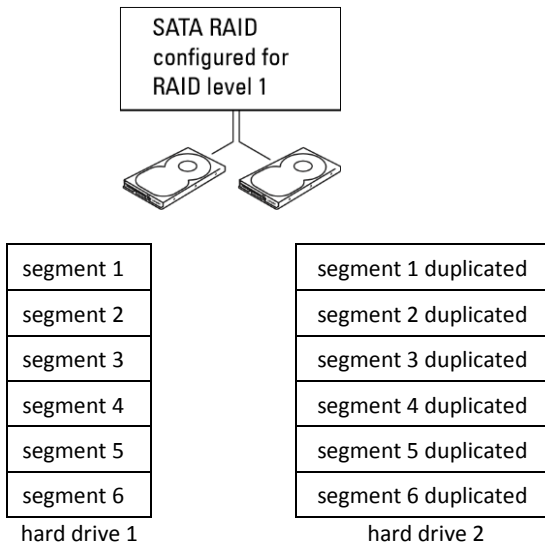 SATA RAID
configured for
RAID level 1
segment 1
segment 2
segment 3
segment 4
segment 5
segment 6
hard drive 1
segment 1 duplicated
segment 2 duplicated
segment 3 duplicated
segment 4 duplicated
segment 5 duplicated
segment 6 duplicated
hard drive 2